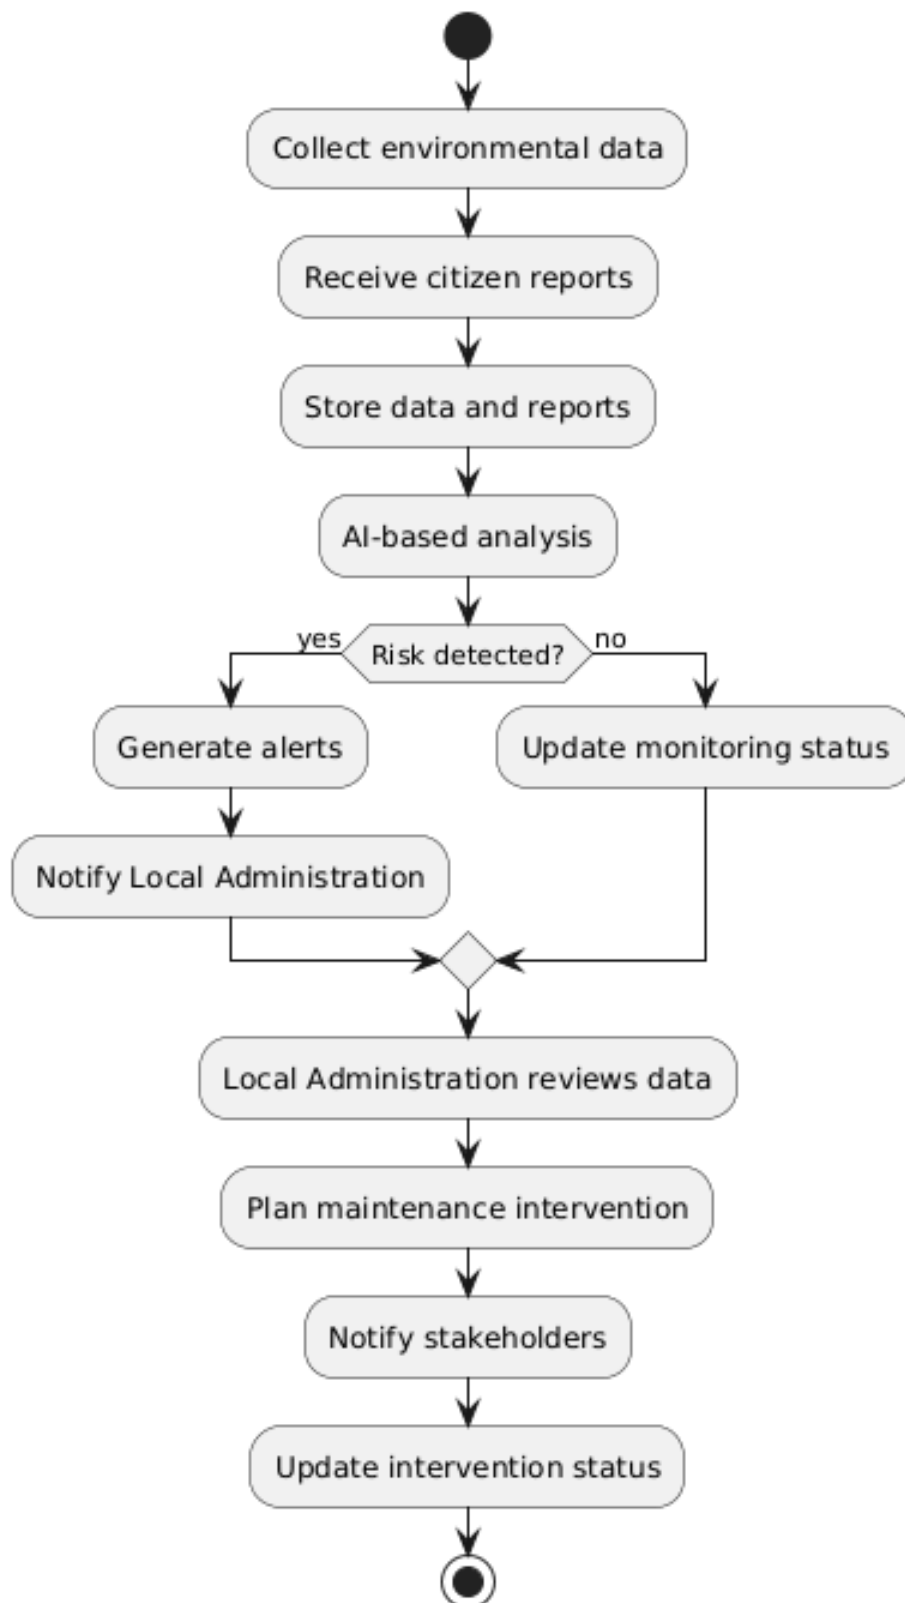 Collect environmental data
Receive citizen reports
Store data and reports
AI-based analysis
yes
Risk detected?
no
Generate alerts
Update monitoring status
Notify Local Administration
Local Administration reviews data
Plan maintenance intervention
Notify stakeholders
Update intervention status